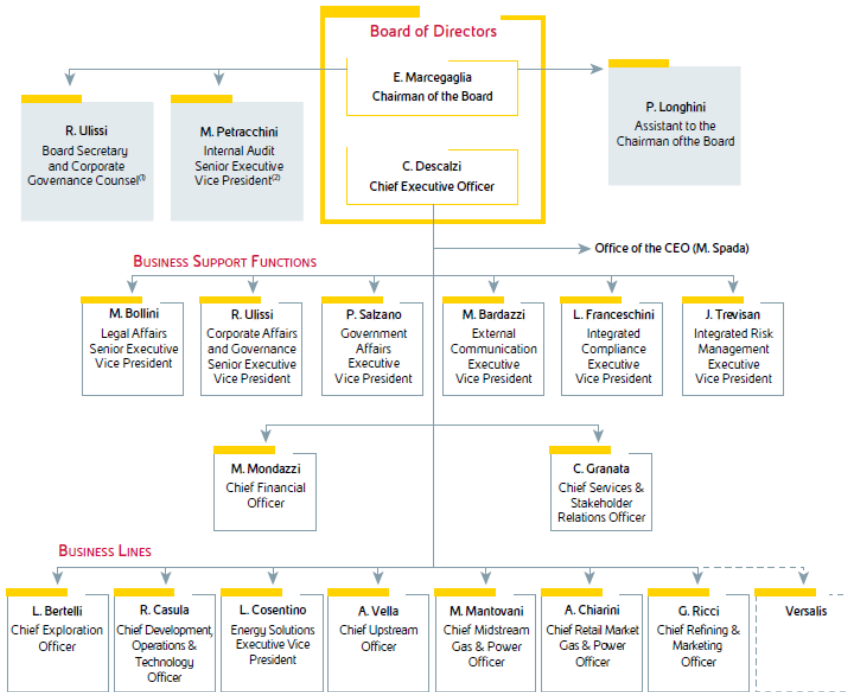 Board of Directors
E. Marcegaglia
Chairman of the Board
P. Longhini
Assistant to the
Chairman ofthe Board
R. Ulissi
Board Secretary
and Corporate
Governance Counsel(1)
M. Petracchini
Internal Audit
Senior Executive
Vice President(2)
C. Descalzi
Chief Executive Officer
Office of the CEO (M. Spada)
BUSINESS SUPPORT FUNCTIONS
M. Bollini
Legal Affairs
Senior Executive
Vice President
R. Ulissi
Corporate Affairs
and Governance
Senior Executive
Vice President
P. Salzano
Government
Affairs
Executive
Vice President
M. Bardazzi
External
Communication
Executive
Vice President
L. Franceschini
Integrated
Compliance
Executive
Vice President
J. Trevisan
Integrated Risk
Management
Executive
Vice President
M. Mondazzi
Chief Financial
Officer
C. Granata
Chief Services &
Stakeholder
Relations Officer
BUSINESS LINES
L. Bertelli
Chief Exploration
Officer
R. Casula
Chief Development,
Operations &
Technology
Officer
L. Cosentino
Energy Solutions
Executive Vice
President
A. Vella
Chief Upstream
Officer
M. Mantovani
Chief Midstream
Gas & Power
Officer
A. Chiarini
Chief Retail Market
Gas & Power
Officer
G. Ricci
Chief Refining &
Marketing
Officer
Versalis